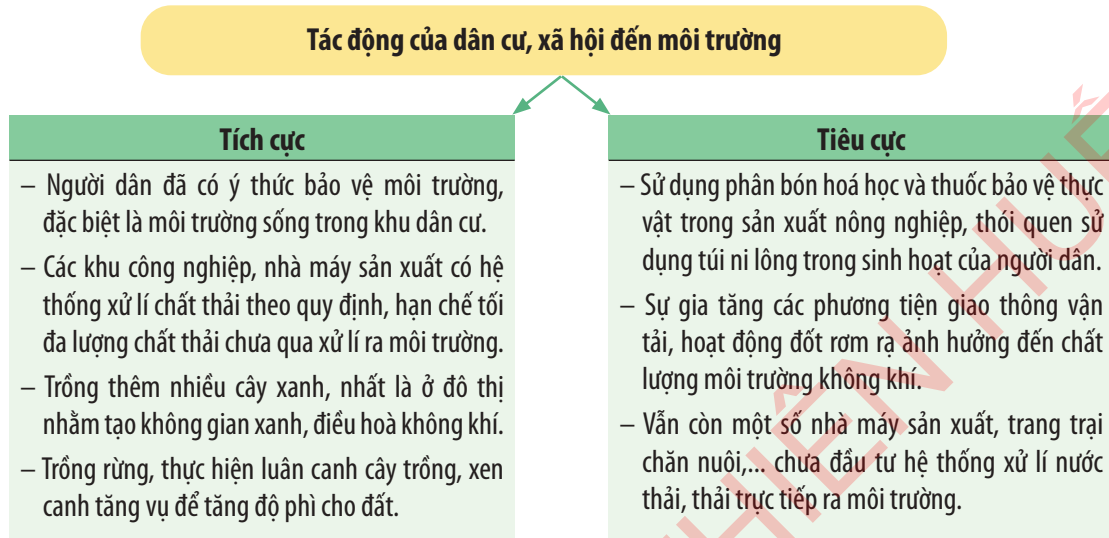 Tác động của dân cư, xã hội đến môi trường
Tích cực
– Người dân đã có ý thức bảo vệ môi trường,
đặc biệt là môi trường sống trong khu dân cư.
– Các khu công nghiệp, nhà máy sản xuất có hệ
thống xử lí chất thải theo quy định, hạn chế tối
đa lượng chất thải chưa qua xử lí ra môi trường.
– Trồng thêm nhiều cây xanh, nhất là ở đô thị
nhằm tạo không gian xanh, điều hoà không khí.
– Trồng rừng, thực hiện luân canh cây trồng, xen
canh tăng vụ để tăng độ phì cho đất.
Tiêu cực
– Sử dụng phân bón hoá học và thuốc bảo vệ thực
vật trong sản xuất nông nghiệp, thói quen sử
dụng túi ni lông trong sinh hoạt của người dân.
– Sự gia tăng các phương tiện giao thông vận
tải, hoạt động đốt rơm rạ ảnh hưởng đến chất
lượng môi trường không khí.
– Vẫn còn một số nhà máy sản xuất, trang trại
chăn nuôi,... chưa đầu tư hệ thống xử lí nước
thải, thải trực tiếp ra môi trường.
HIÊN HUẾ